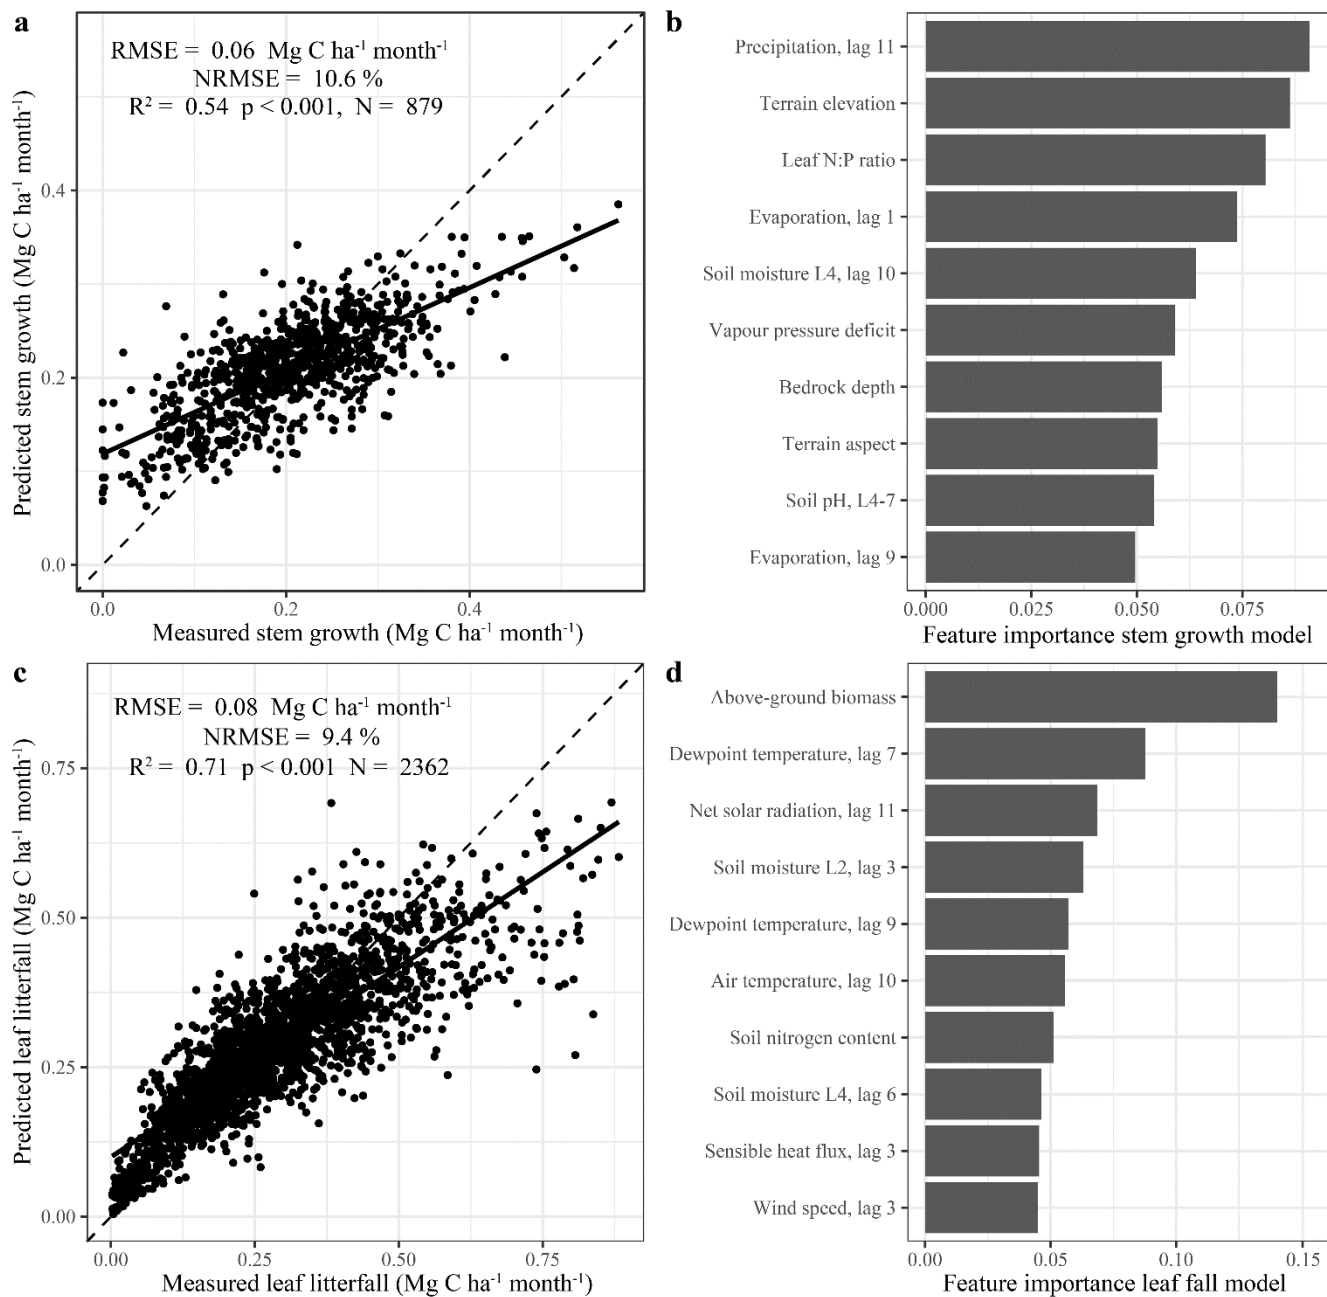 a
RMSE = 0.06 Mg C ha⁻¹ month⁻¹
NRMSE = 10.6 %
R² = 0.54 p < 0.001, N = 879
Predicted stem growth (Mg C ha⁻¹ month⁻¹)
0.4
0.2
0.0
0.0 0.2 0.4
Measured stem growth (Mg C ha⁻¹ month⁻¹)
b
Precipitation, lag 11
Terrain elevation
Leaf N:P ratio
Evaporation, lag 1
Soil moisture L4, lag 10
Vapour pressure deficit
Bedrock depth
Terrain aspect
Soil pH, L4-7
Evaporation, lag 9
0.000 0.025 0.050 0.075
Feature importance stem growth model
c
RMSE = 0.08 Mg C ha⁻¹ month⁻¹
NRMSE = 9.4 %
R² = 0.71 p < 0.001 N = 2362
Predicted leaf litterfall (Mg C ha⁻¹ month⁻¹)
0.75
0.50
0.25
0.00
0.00 0.25 0.50 0.75
Measured leaf litterfall (Mg C ha⁻¹ month⁻¹)
d
Above-ground biomass
Dewpoint temperature, lag 7
Net solar radiation, lag 11
Soil moisture L2, lag 3
Dewpoint temperature, lag 9
Air temperature, lag 10
Soil nitrogen content
Soil moisture L4, lag 6
Sensible heat flux, lag 3
Wind speed, lag 3
0.00 0.05 0.10 0.15
Feature importance leaf fall model